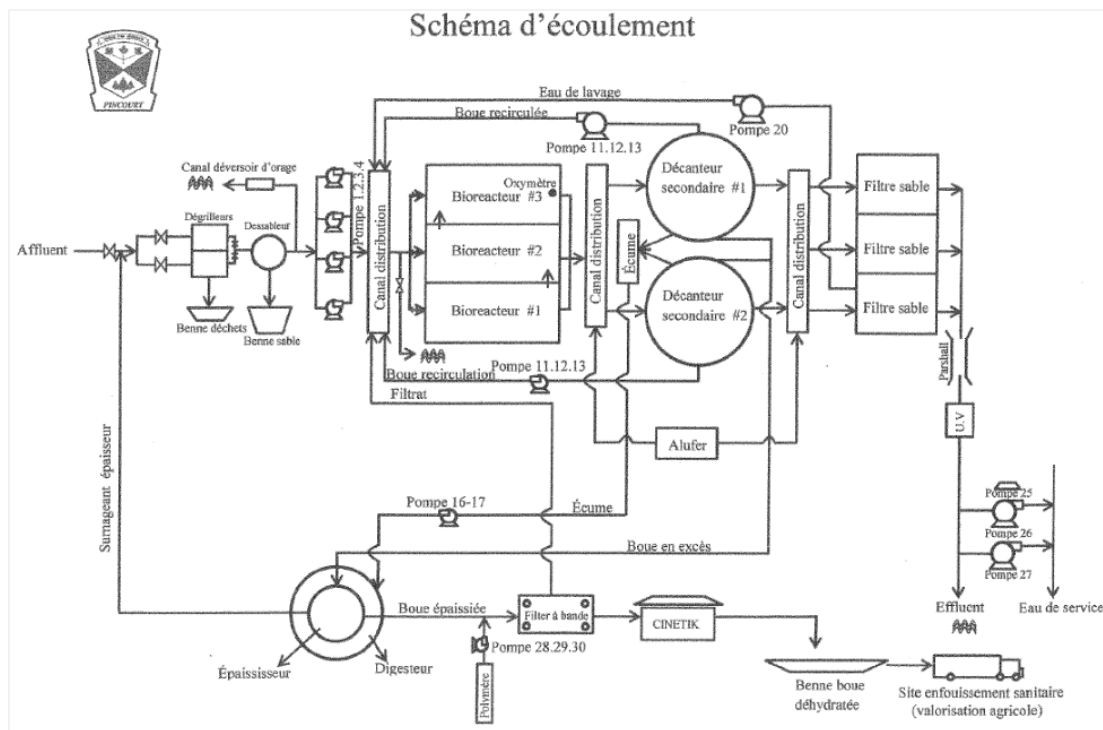 Schéma d'écoulement
PINCOURT
Eau de lavage
Pompe 20
Boue recirculée
Pompe 11.12.13
Canal déversoir d'orage
Pompe 1.2.3.4
Canal distribution
Oxymètre
Bioreacteur #3
Bioreacteur #2
Bioreacteur #1
Canal distribution
Décanteur
secondaire #1
Écume
Décanteur
secondaire #2
Canal distribution
Filtre sable
Filtre sable
Filtre sable
Affluent
Dégrilleurs
Dessableur
Benne déchets
Benne sable
Boue recirculation
Pompe 11.12.13
Filtrat
Parshall
U.V
Alufer
Surnageant épaisseur
Pompe 16-17
Écume
Boue en excès
Pompe 25
Pompe 26
Pompe 27
Boue épaissiée
Filter à bande
CINETIK
Effluent
Eau de service
Épaississeur
Digesteur
Pompe 28.29.30
Polymère
Benne boue
déhydratée
Site enfouissement sanitaire
(valorisation agricole)